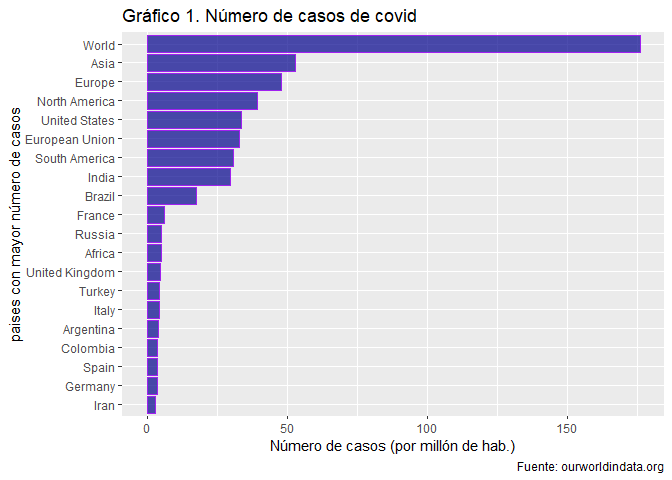 Gráfico 1. Número de casos de covid
paises con mayor número de casos
World
Asia
Europe
North America
United States
European Union
South America
India
Brazil
France
Russia
Africa
United Kingdom
Turkey
Italy
Argentina
Colombia
Spain
Germany
Iran
0 50 100 150
Número de casos (por millón de hab.)
Fuente: ourworldindata.org